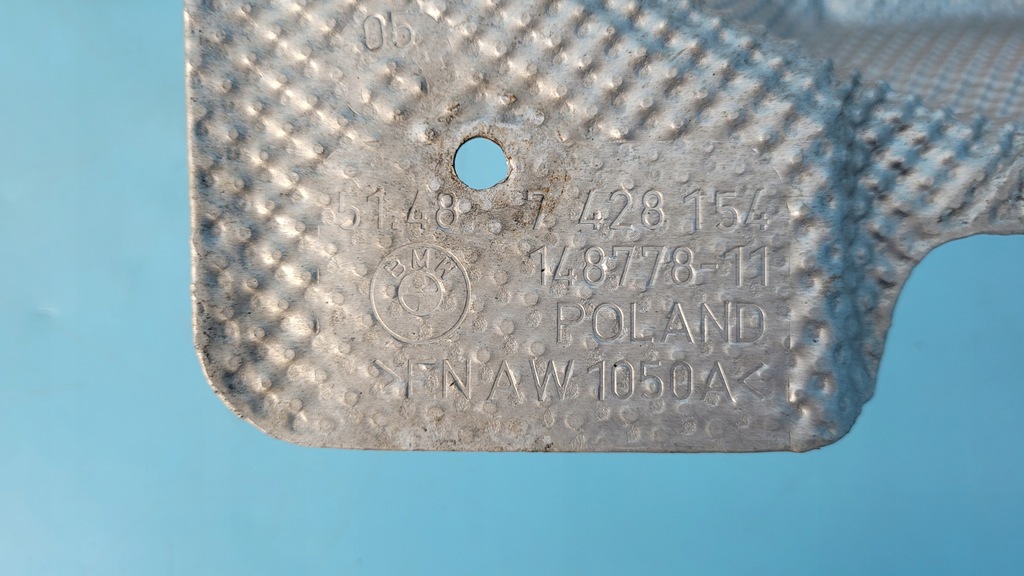 05
51.48 7 428 154
148778-11
BMW
POLAND
>EN AW 1050A<